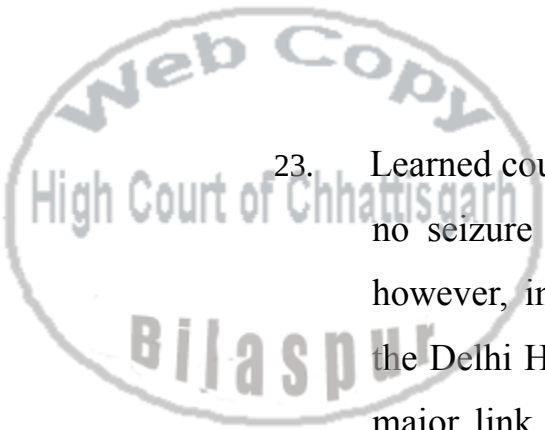 Web Copy
High Court of Chhattisgarh
Bilaspur
23. Learned cou
no seizure
however, in
the Delhi H
major link